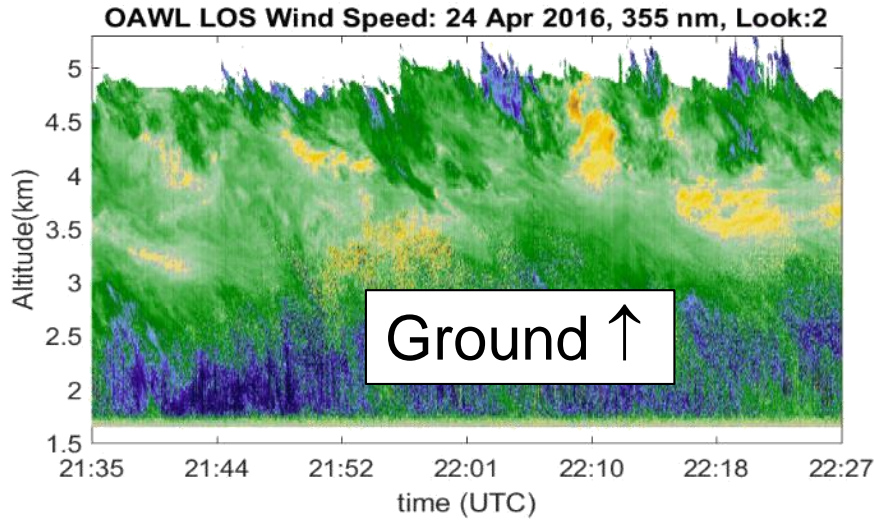 OAWL LOS Wind Speed: 24 Apr 2016, 355 nm, Look:2
Altitude(km)
5
4.5
4
3.5
3
2.5
2
1.5
Ground ↑
21:35 21:44 21:52 22:01 22:10 22:18 22:27
time (UTC)